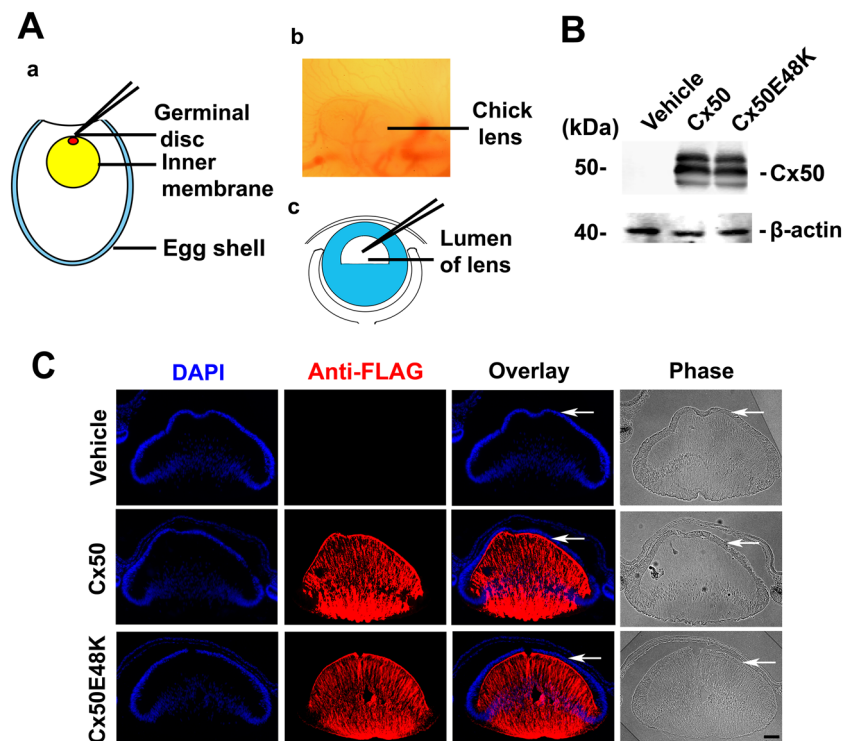 A
a
Germinal
disc
Inner
membrane
Egg shell
b
Chick
lens
c
Lumen
of lens
B
Vehicle
Cx50
Cx50E48K
(kDa)
50-
-Cx50
40-
-β-actin
C
DAPI
Anti-FLAG
Overlay
Phase
Vehicle
Cx50
Cx50E48K